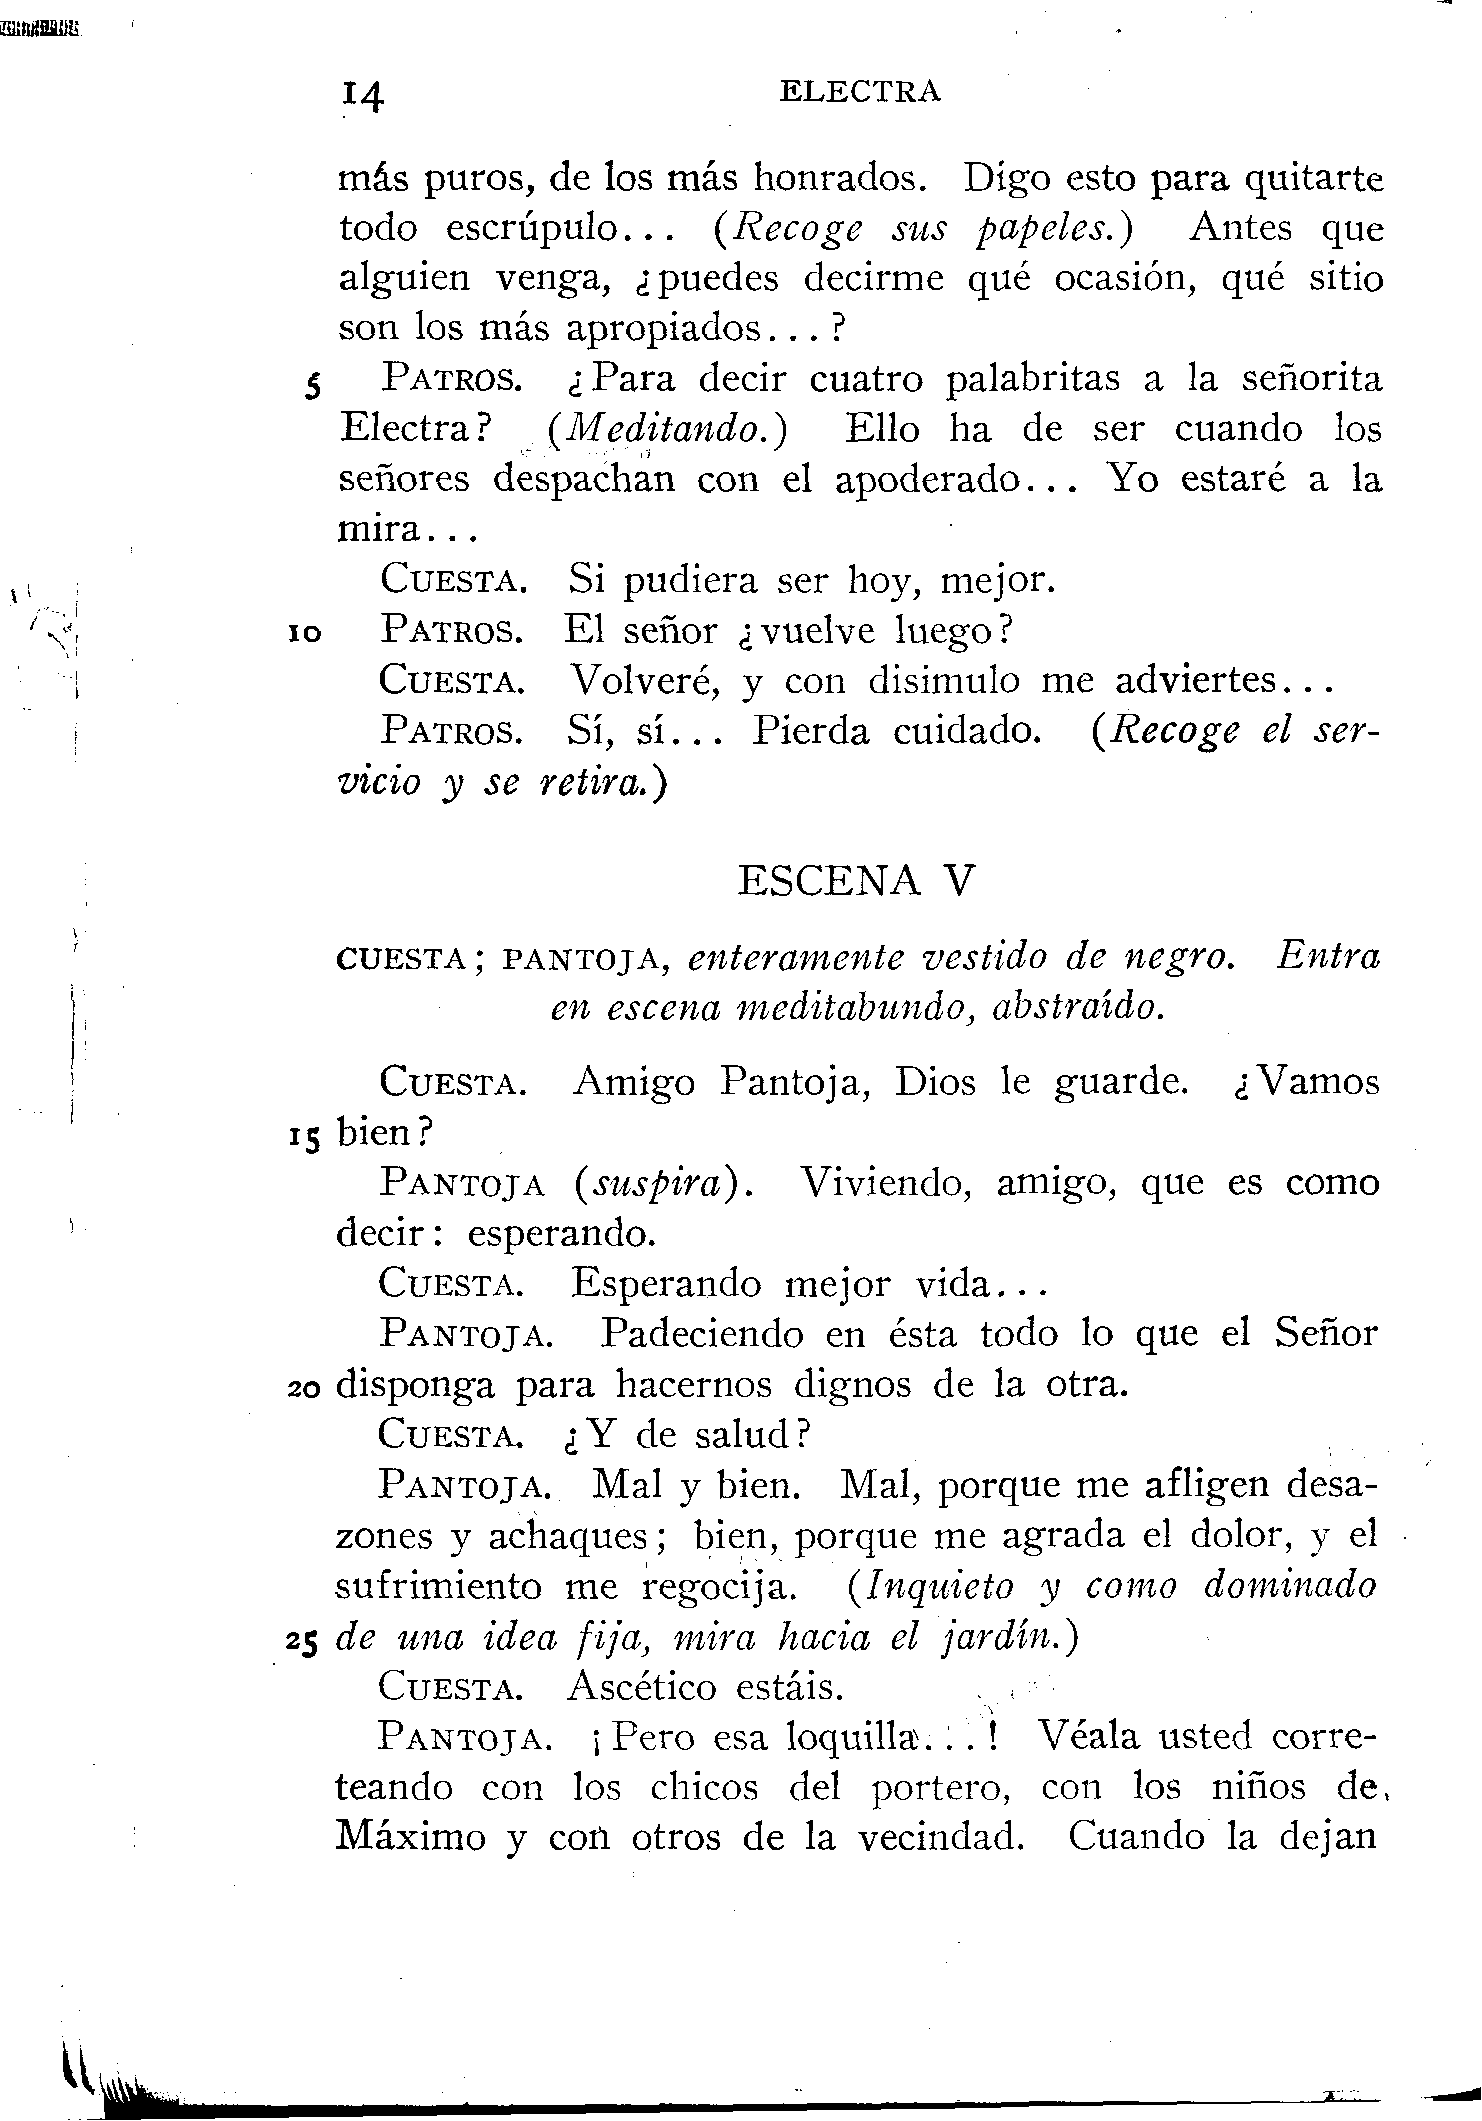 14 ELECTRA
más puros, de los más honrados. Digo esto para quitarte
todo escrúpulo... (Recoge sus papeles.) Antes que
alguien venga, ¿puedes decirme qué ocasión, qué sitio
son los más apropiados...?
5 PATROS. ¿Para decir cuatro palabritas a la señorita
Electra? (Meditando.) Ello ha de ser cuando los
señores despachan con el apoderado... Yo estaré a la
mira...
CUESTA. Si pudiera ser hoy, mejor.
10 PATROS. El señor ¿vuelve luego?
CUESTA. Volveré, y con disimulo me adviertes...
PATROS. Sí, sí... Pierda cuidado. (Recoge el ser-
vicio y se retira.)
ESCENA V
CUESTA; PANTOJA, enteramente vestido de negro. Entra
en escena meditabundo, abstraído.
CUESTA. Amigo Pantoja, Dios le guarde. ¿Vamos
15 bien?
PANTOJA (suspira). Viviendo, amigo, que es como
decir: esperando.
CUESTA. Esperando mejor vida...
PANTOJA. Padeciendo en ésta todo lo que el Señor
20 disponga para hacernos dignos de la otra.
CUESTA. ¿Y de salud?
PANTOJA. Mal y bien. Mal, porque me afligen desa-
zones y achaques; bien, porque me agrada el dolor, y el
sufrimiento me regocija. (Inquieto y como dominado
25 de una idea fija, mira hacia el jardín.)
CUESTA. Ascético estáis.
PANTOJA. ¡Pero esa loquilla...! Véala usted corre-
teando con los chicos del portero, con los niños de
Máximo y con otros de la vecindad. Cuando la dejan